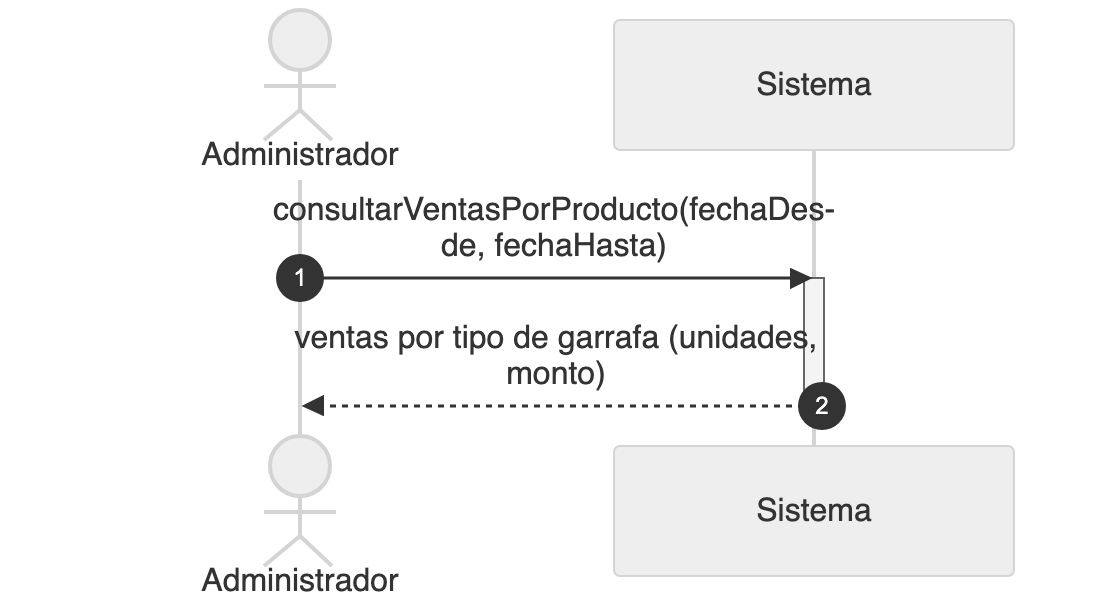 Sistema
Administrador
consultarVentasPorProducto(fechaDes-
de, fechaHasta)
1
ventas por tipo de garrafa (unidades,
monto)
2
Sistema
Administrador